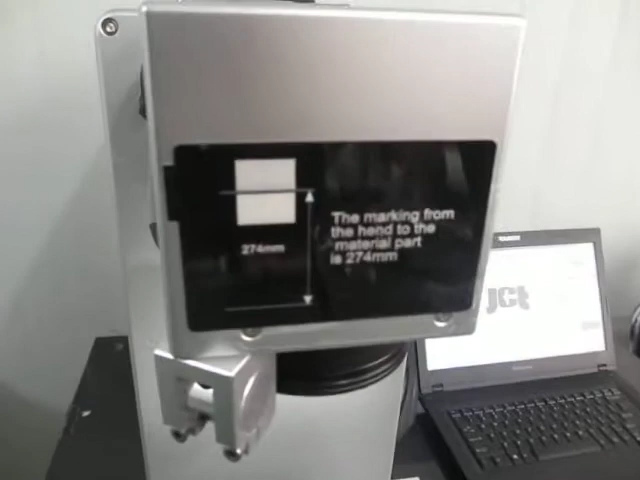 274mm
The marking from
the hend to the
material part
is 274mm
jct